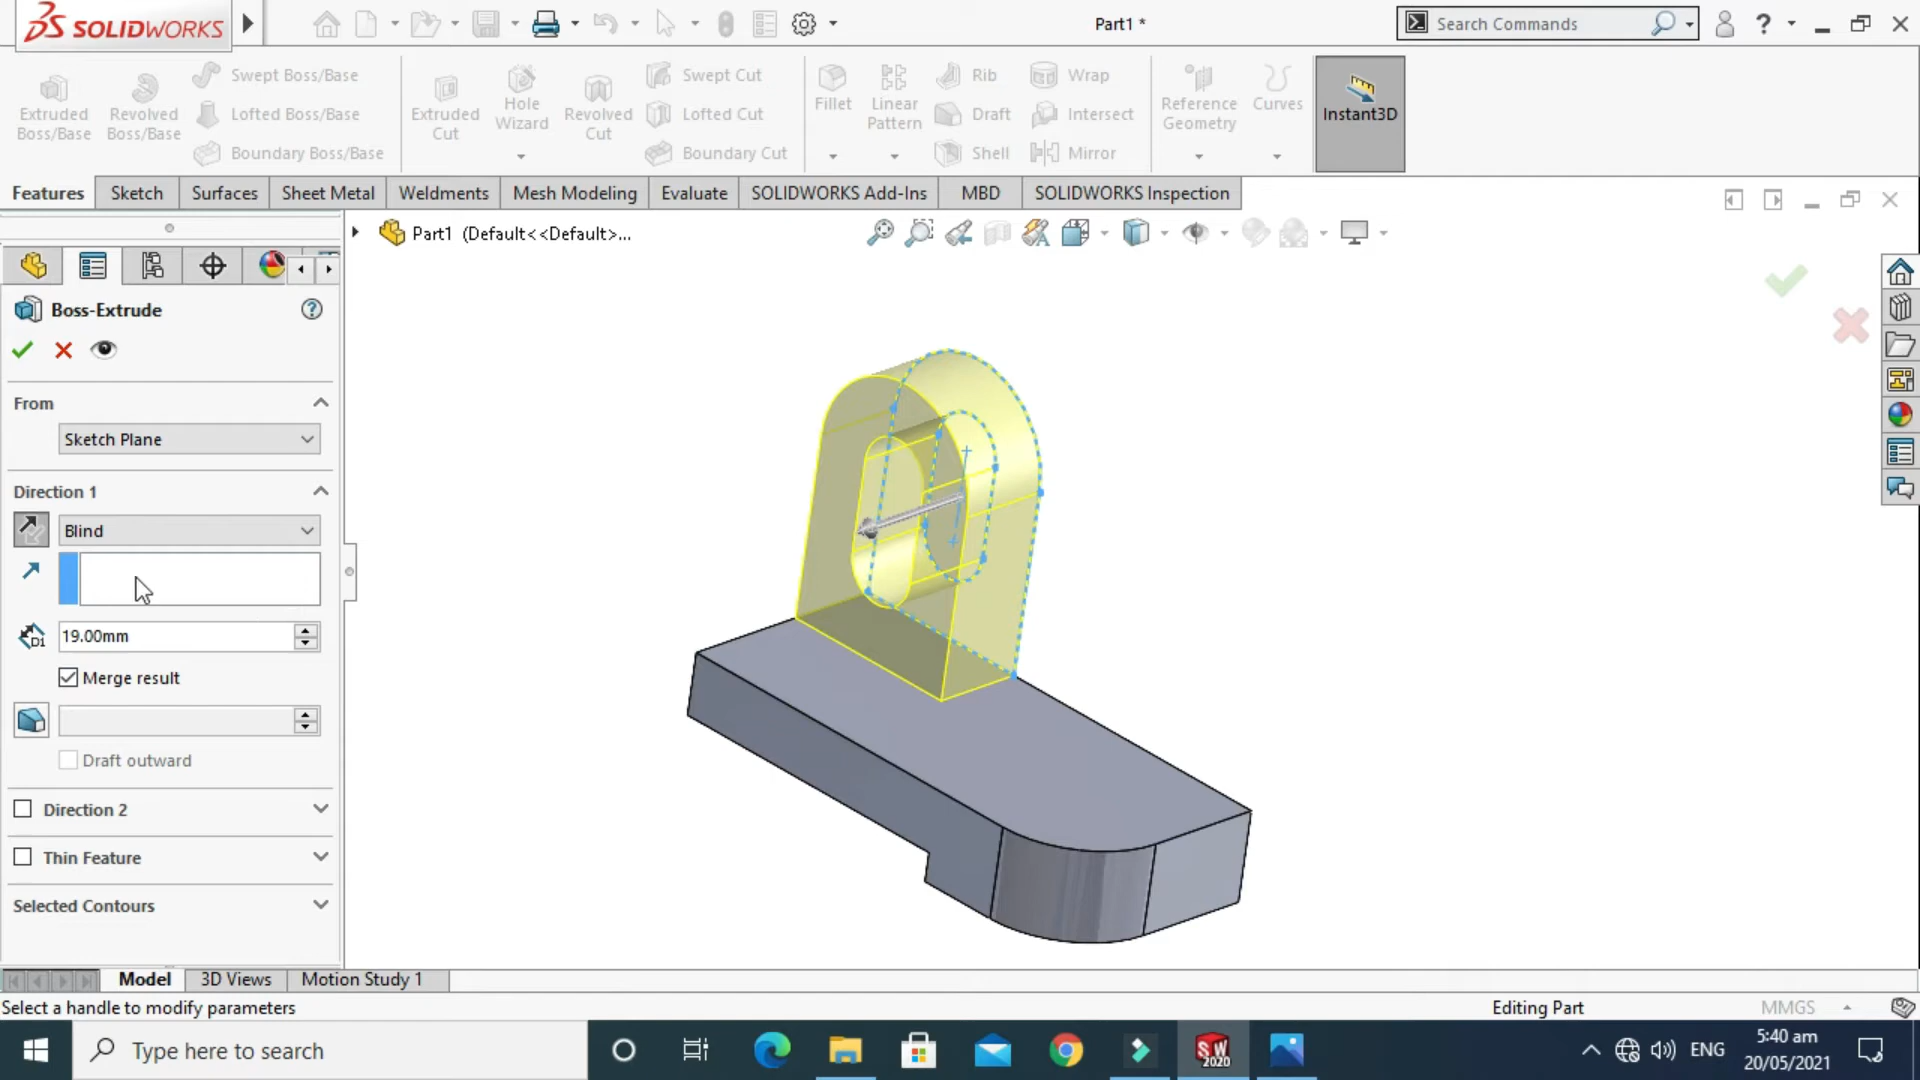 SOLIDWORKS
Part1 *
Search Commands
Extruded Boss/Base
Revolved Boss/Base
Swept Boss/Base
Lofted Boss/Base
Boundary Boss/Base
Extruded Cut
Hole Wizard
Revolved Cut
Swept Cut
Lofted Cut
Boundary Cut
Fillet
Linear Pattern
Rib
Draft
Shell
Wrap
Intersect
Mirror
Reference Geometry
Curves
Instant3D
Features
Sketch
Surfaces
Sheet Metal
Weldments
Mesh Modeling
Evaluate
SOLIDWORKS Add-Ins
MBD
SOLIDWORKS Inspection
Part1 (Default<<Default>...
Boss-Extrude
From
Sketch Plane
Direction 1
Blind
D1
19.00mm
Merge result
Draft outward
Direction 2
Thin Feature
Selected Contours
Model
3D Views
Motion Study 1
Select a handle to modify parameters
Editing Part
MMGS
Type here to search
SW
2020
ENG
5:40 am
20/05/2021